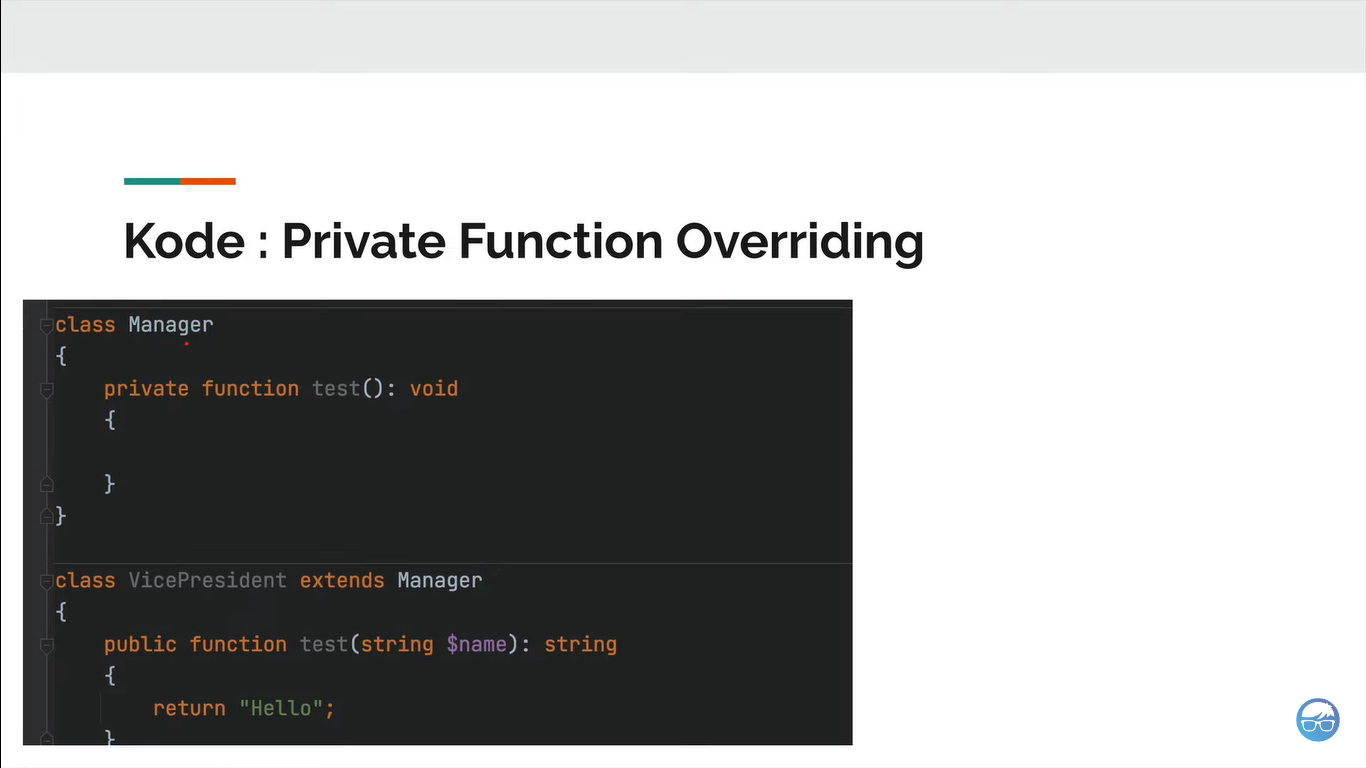 Kode : Private Function Overriding
class Manager
{
    private function test(): void
    {
    }
}
class VicePresident extends Manager
{
    public function test(string $name): string
    {
        return "Hello";
    }